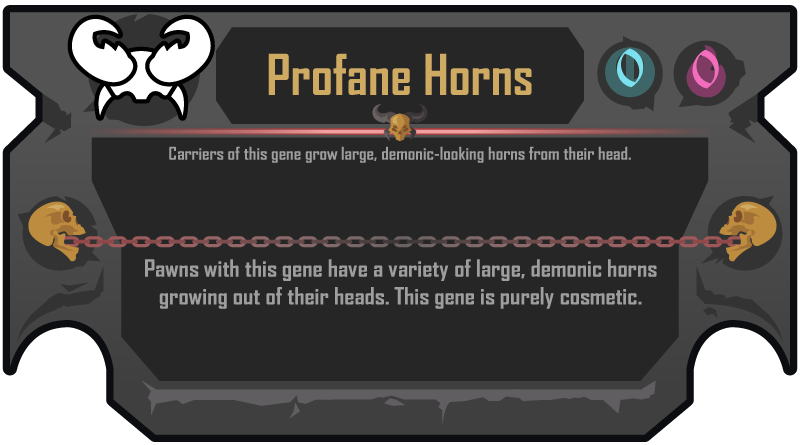 Profane Horns
Carriers of this gene grow large, demonic-looking horns from their head.
Pawns with this gene have a variety of large, demonic horns
growing out of their heads. This gene is purely cosmetic.